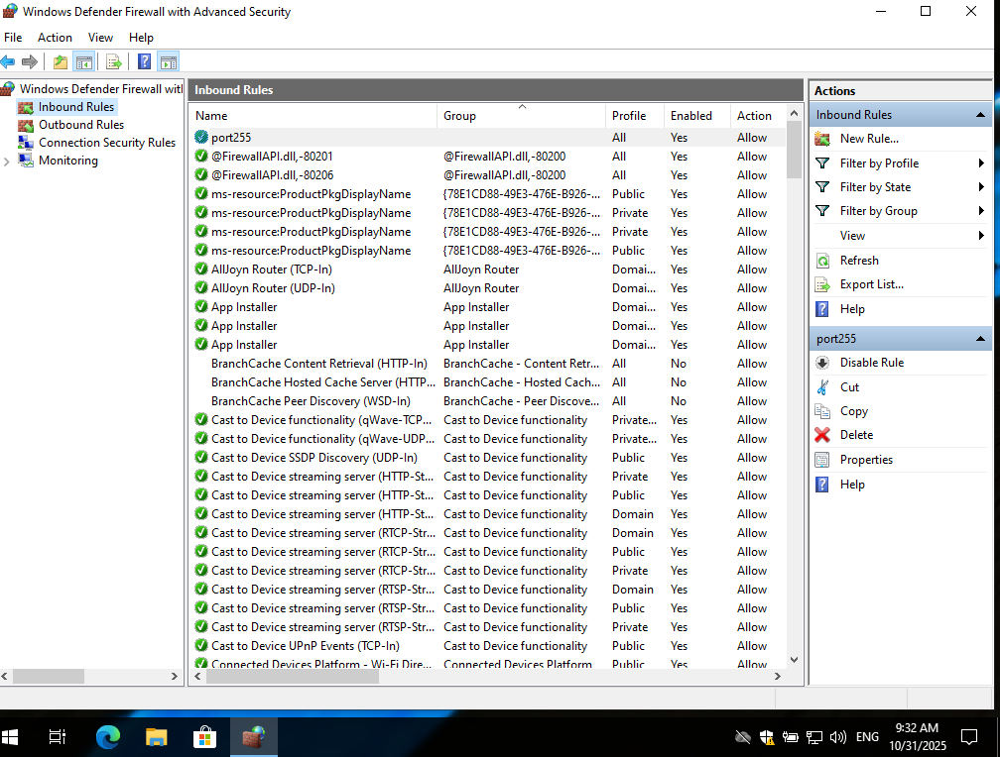 Windows Defender Firewall with Advanced Security
File Action View Help
Windows Defender Firewall wit
Inbound Rules
Outbound Rules
Connection Security Rules
Monitoring
Inbound Rules
Name Group Profile Enabled Action
port255 All Yes Allow
@FirewallAPI.dll,-80201 @FirewallAPI.dll,-80200 All Yes Allow
@FirewallAPI.dll,-80206 @FirewallAPI.dll,-80200 All Yes Allow
ms-resource:ProductPkgDisplayName {78E1CD88-49E3-476E-B926-... Public Yes Allow
ms-resource:ProductPkgDisplayName {78E1CD88-49E3-476E-B926-... Private Yes Allow
ms-resource:ProductPkgDisplayName {78E1CD88-49E3-476E-B926-... Private Yes Allow
ms-resource:ProductPkgDisplayName {78E1CD88-49E3-476E-B926-... Public Yes Allow
AllJoyn Router (TCP-In) AllJoyn Router Domai... Yes Allow
AllJoyn Router (UDP-In) AllJoyn Router Domai... Yes Allow
App Installer App Installer Domai... Yes Allow
App Installer App Installer Domai... Yes Allow
App Installer App Installer Domai... Yes Allow
BranchCache Content Retrieval (HTTP-In) BranchCache - Content Retr... All No Allow
BranchCache Hosted Cache Server (HTTP... BranchCache - Hosted Cach... All No Allow
BranchCache Peer Discovery (WSD-In) BranchCache - Peer Discove... All No Allow
Cast to Device functionality (qWave-TCP... Cast to Device functionality Private... Yes Allow
Cast to Device functionality (qWave-UDP... Cast to Device functionality Private... Yes Allow
Cast to Device SSDP Discovery (UDP-In) Cast to Device functionality Public Yes Allow
Cast to Device streaming server (HTTP-St... Cast to Device functionality Private Yes Allow
Cast to Device streaming server (HTTP-St... Cast to Device functionality Public Yes Allow
Cast to Device streaming server (HTTP-St... Cast to Device functionality Domain Yes Allow
Cast to Device streaming server (RTCP-Str... Cast to Device functionality Domain Yes Allow
Cast to Device streaming server (RTCP-Str... Cast to Device functionality Public Yes Allow
Cast to Device streaming server (RTCP-Str... Cast to Device functionality Private Yes Allow
Cast to Device streaming server (RTSP-Str... Cast to Device functionality Domain Yes Allow
Cast to Device streaming server (RTSP-Str... Cast to Device functionality Public Yes Allow
Cast to Device streaming server (RTSP-Str... Cast to Device functionality Private Yes Allow
Cast to Device UPnP Events (TCP-In) Cast to Device functionality Public Yes Allow
Connected Devices Platform - Wi-Fi Dire... Connected Devices Platform Public Yes Allow
Actions
Inbound Rules
New Rule...
Filter by Profile
Filter by State
Filter by Group
View
Refresh
Export List...
Help
port255
Disable Rule
Cut
Copy
Delete
Properties
Help
ENG
9:32 AM
10/31/2025